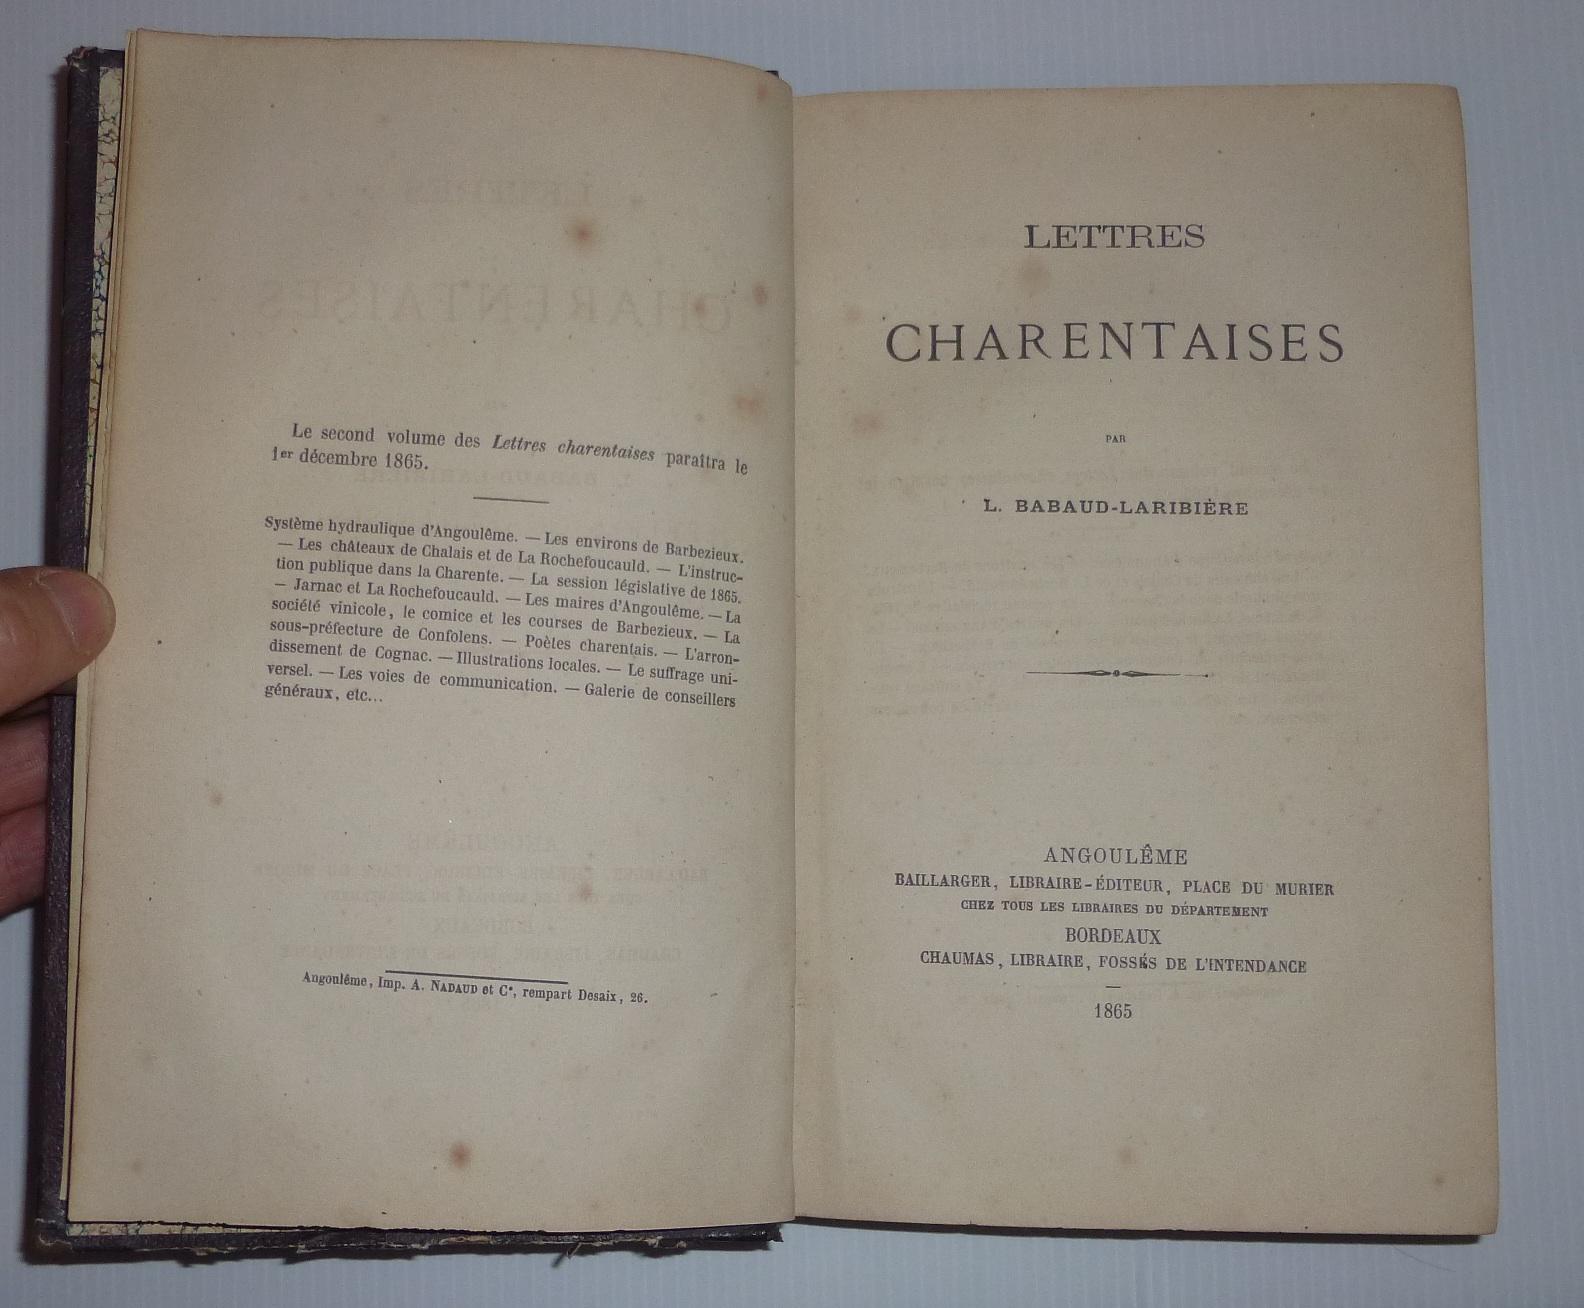 Le second volume des Lettres charentaises paraîtra le
1er décembre 1865.
Système hydraulique d'Angoulême. — Les environs de Barbezieux.
— Les châteaux de Chalais et de La Rochefoucauld. — L'instruc-
tion publique dans la Charente. — La session législative de 1865.
— Jarnac et La Rochefoucauld. — Les maires d'Angoulême. — La
société vinicole, le comice et les courses de Barbezieux. — La
sous-préfecture de Confolens. — Poètes charentais. — L'arron-
dissement de Cognac. — Illustrations locales. — Le suffrage uni-
versel. — Les voies de communication. — Galerie de conseillers
généraux, etc...
Angoulême, Imp. A. NADAUD et Ce, rempart Desaix, 26.
LETTRES
CHARENTAISES
PAR
L. BABAUD-LARIBIÈRE
ANGOULÊME
BAILLARGER, LIBRAIRE-ÉDITEUR, PLACE DU MURIER
CHEZ TOUS LES LIBRAIRES DU DÉPARTEMENT
BORDEAUX
CHAUMAS, LIBRAIRE, FOSSÉS DE L'INTENDANCE
—
1865